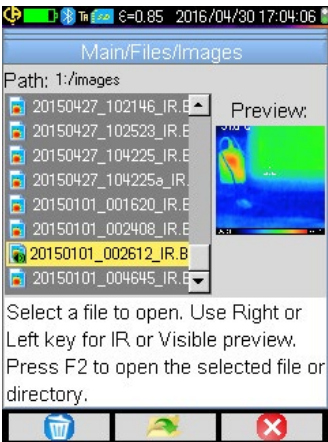 ε=0.85 2016/04/30 17:04:06
Main/Files/Images
Path: 1:/images
20150427_102146_IR.B
20150427_102523_IR.E
20150427_104225_IR.E
20150427_104225a_IR.
20150101_001620_IR.E
20150101_002408_IR.E
20150101_002612_IR.B
20150101_004645_IR.E
Preview:
Select a file to open. Use Right or
Left key for IR or Visible preview.
Press F2 to open the selected file or
directory.